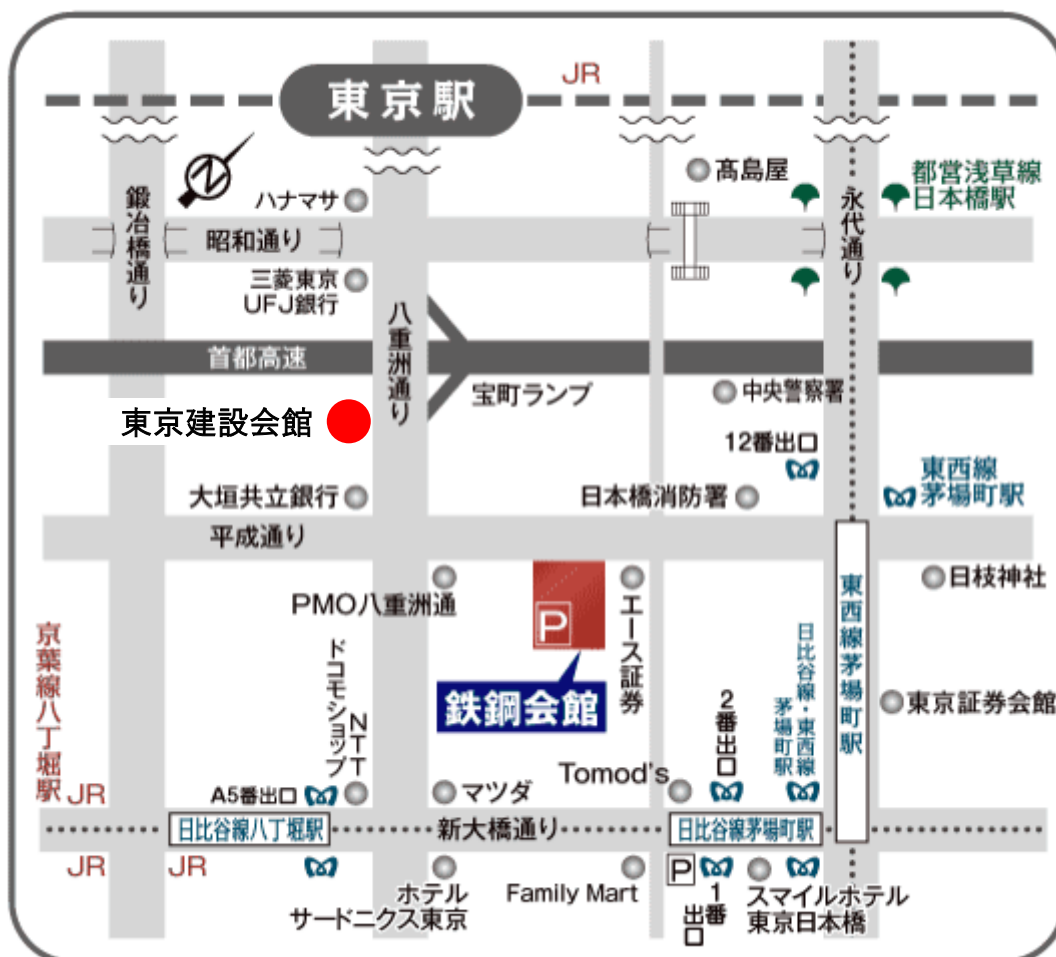 JR
東京駅
髙島屋
都営浅草線
日本橋駅
N
鍛冶橋通り
ハナマサ
昭和通り
永代通り
三菱東京
UFJ銀行
八重洲通り
首都高速
宝町ランプ
中央警察署
東京建設会館
12番出口
東西線
茅場町駅
大垣共立銀行
日本橋消防署
平成通り
PMO八重洲通
P
エース証券
日枝神社
東西線茅場町駅
京葉線八丁堀駅
NTT
ドコモショップ
鉄鋼会館
2番出口
日比谷線・東西線
茅場町駅
東京証券会館
Tomod's
JR
A5番出口
マツダ
日比谷線八丁堀駅
新大橋通り
日比谷線茅場町駅
JR
JR
ホテル
サードニクス東京
Family Mart
P
1番
出口
スマイルホテル
東京日本橋